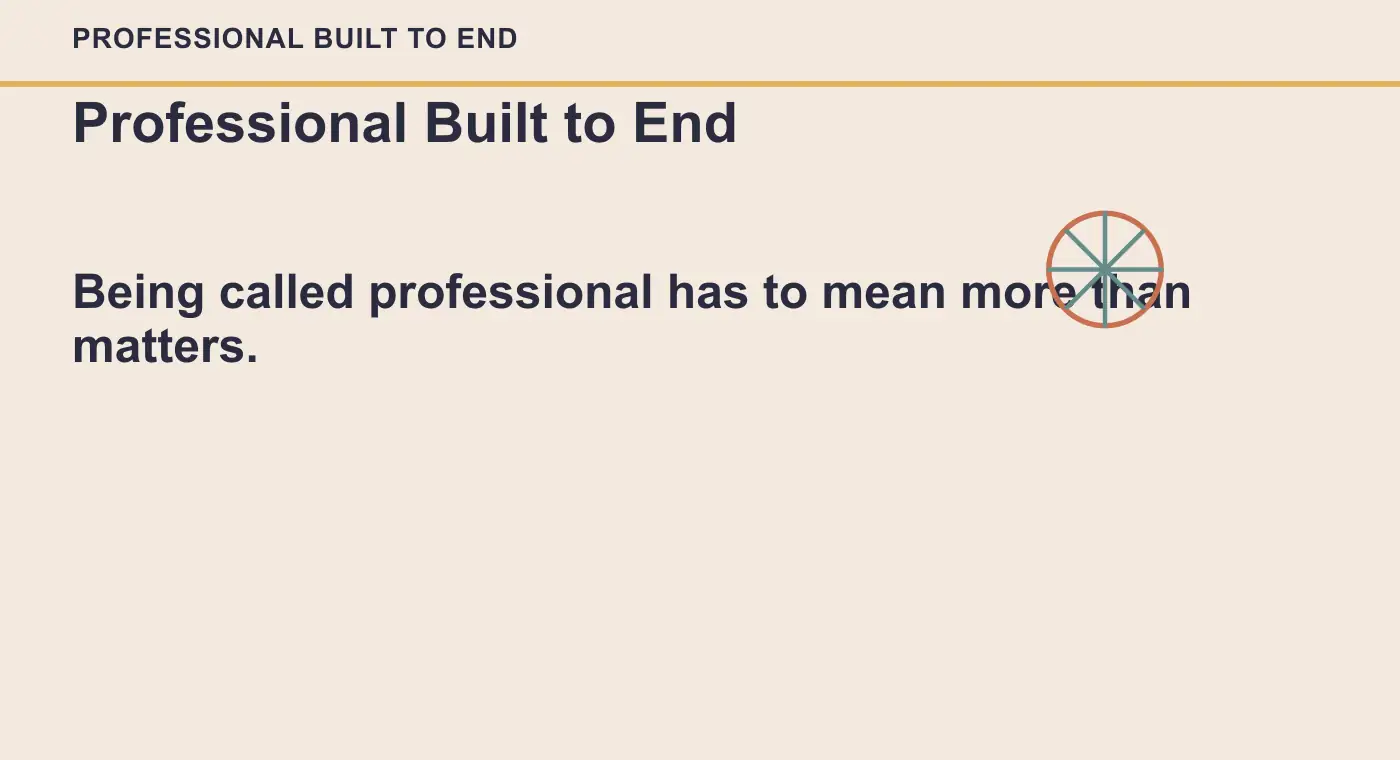 PROFESSIONAL BUILT TO END
Professional Built to End
Being called professional has to mean more than
matters.